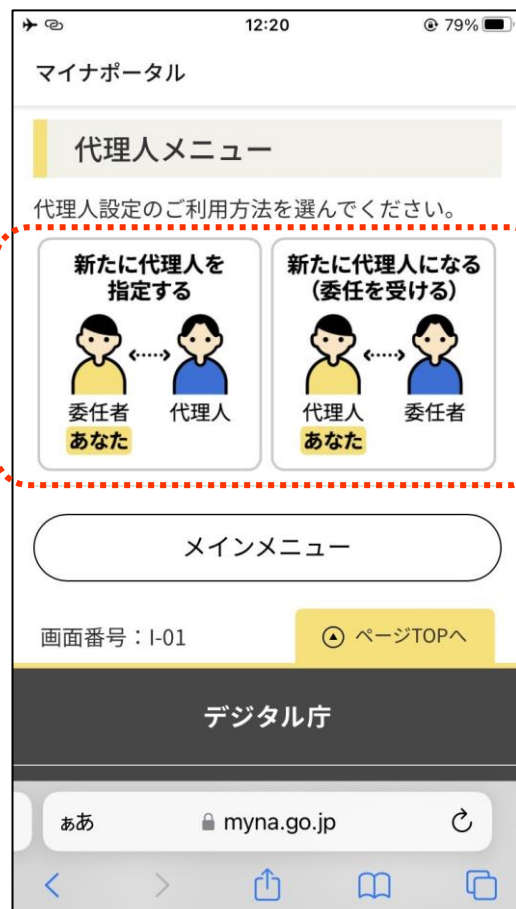 12:20
79%
マイナポータル
代理人メニュー
代理人設定のご利用方法を選んでください。
新たに代理人を
指定する
委任者 代理人
あなた
新たに代理人になる
(委任を受ける)
代理人 委任者
あなた
メインメニュー
画面番号：I-01
ページTOPへ
デジタル庁
ぁあ
myna.go.jp